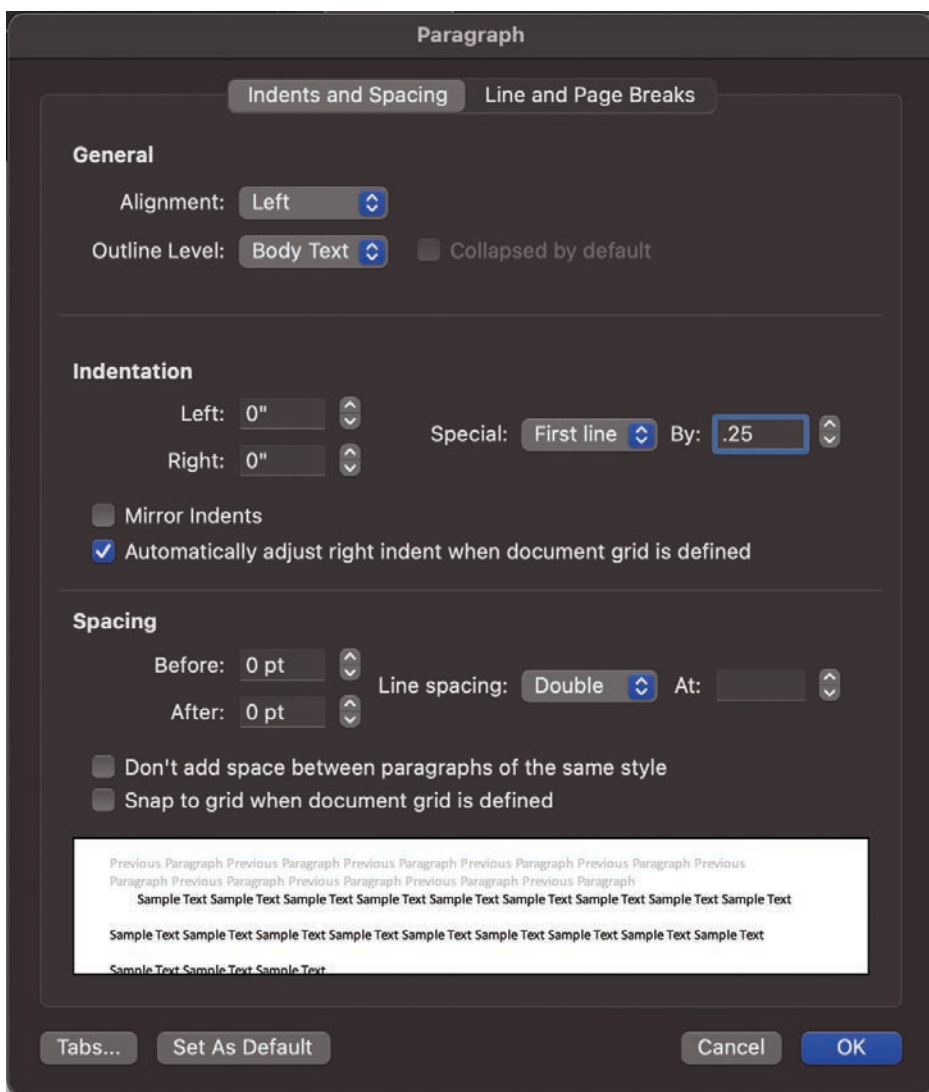 Paragraph
Indents and Spacing Line and Page Breaks
General
Alignment: Left
Outline Level: Body Text Collapsed by default
Indentation
Left: 0"
Special: First line By: .25
Right: 0"
Mirror Indents
Automatically adjust right indent when document grid is defined
Spacing
Before: 0 pt
Line spacing: Double At:
After: 0 pt
Don't add space between paragraphs of the same style
Snap to grid when document grid is defined
Previous Paragraph Previous Paragraph Previous Paragraph Previous Paragraph Previous Paragraph Previous
Paragraph Previous Paragraph Previous Paragraph Previous Paragraph Previous Paragraph
Sample Text Sample Text Sample Text Sample Text Sample Text Sample Text Sample Text Sample Text Sample Text
Sample Text Sample Text Sample Text Sample Text Sample Text Sample Text Sample Text Sample Text Sample Text
Sample Text Sample Text Sample Text
Tabs... Set As Default Cancel OK